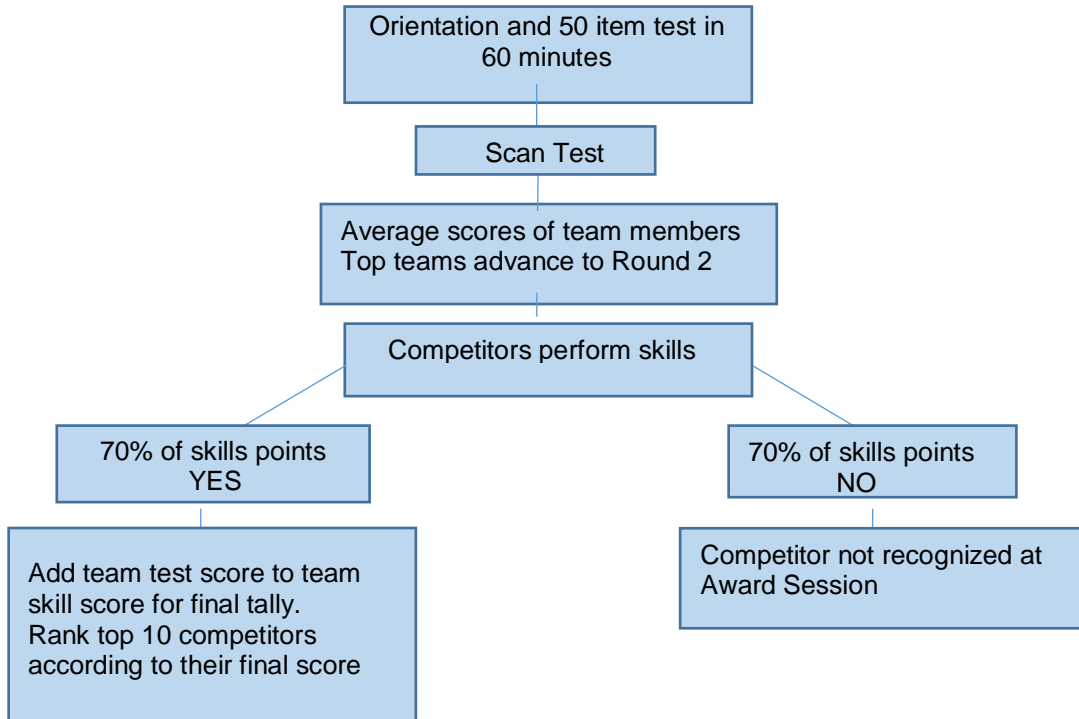 Orientation and 50 item test in
60 minutes
Scan Test
Average scores of team members
Top teams advance to Round 2
Competitors perform skills
70% of skills points
YES
70% of skills points
NO
Add team test score to team
skill score for final tally.
Rank top 10 competitors
according to their final score
Competitor not recognized at
Award Session